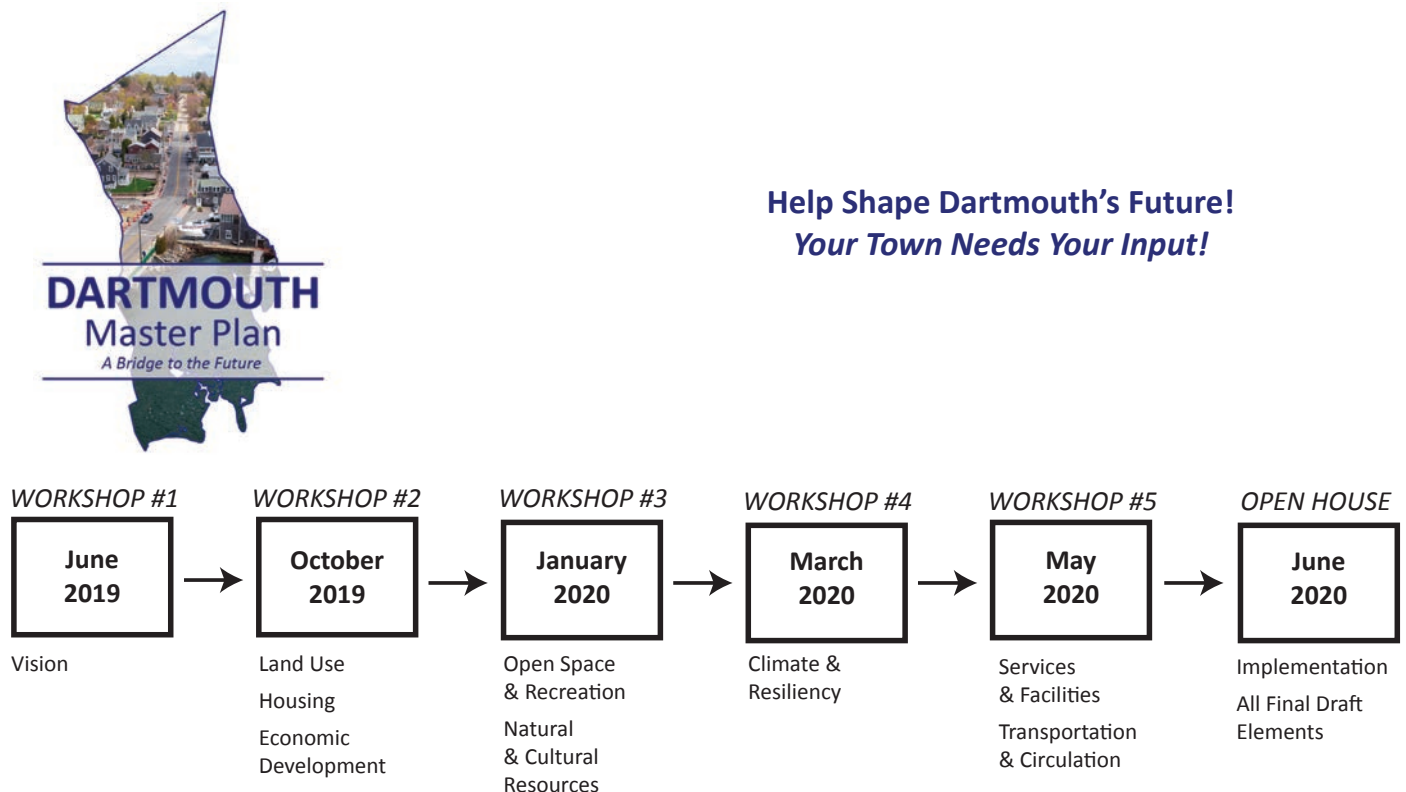 DARTMOUTH
Master Plan
A Bridge to the Future
Help Shape Dartmouth’s Future!
Your Town Needs Your Input!
WORKSHOP #1
June
2019
Vision
WORKSHOP #2
October
2019
Land Use
Housing
Economic
Development
WORKSHOP #3
January
2020
Open Space
& Recreation
Natural
& Cultural
Resources
WORKSHOP #4
March
2020
Climate &
Resiliency
WORKSHOP #5
May
2020
Services
& Facilities
Transportation
& Circulation
OPEN HOUSE
June
2020
Implementation
All Final Draft
Elements